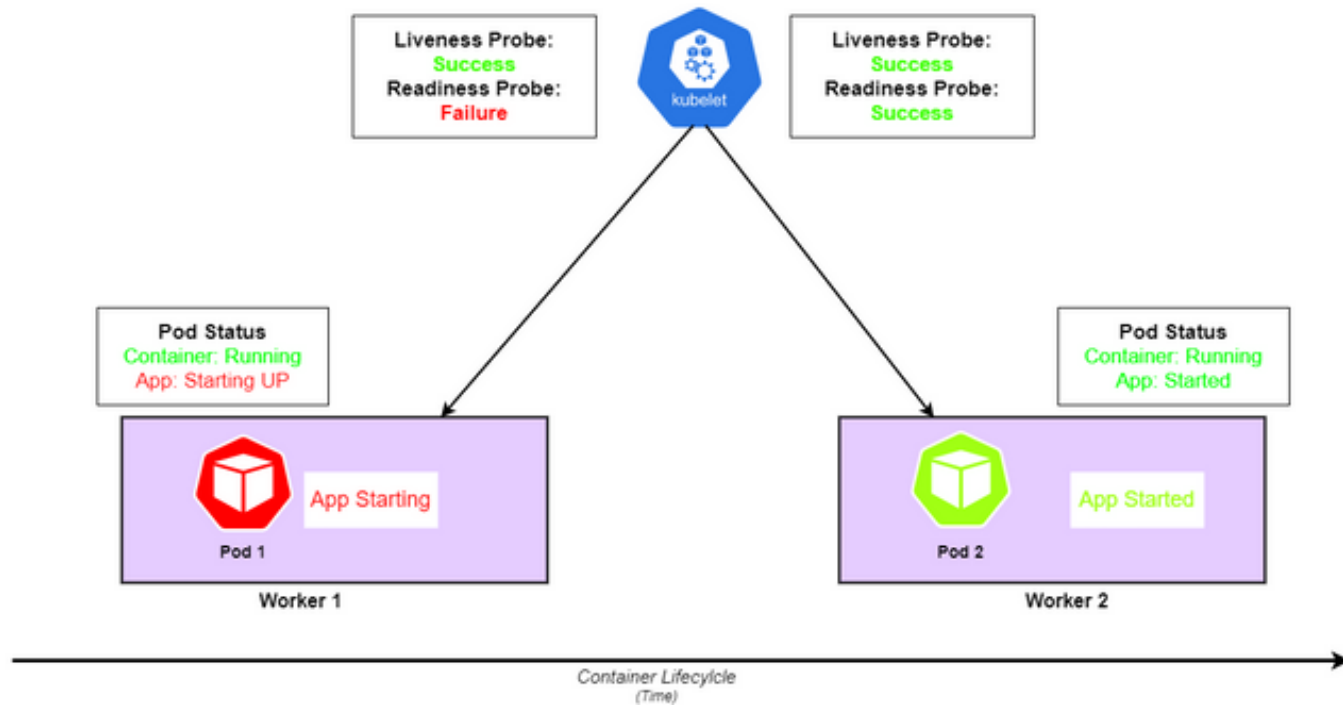 Liveness Probe:
Success
Readiness Probe:
Failure
kubelet
Liveness Probe:
Success
Readiness Probe:
Success
Pod Status
Container: Running
App: Starting UP
Pod Status
Container: Running
App: Started
App Starting
Pod 1
Worker 1
App Started
Pod 2
Worker 2
Container Lifecylcle
(Time)